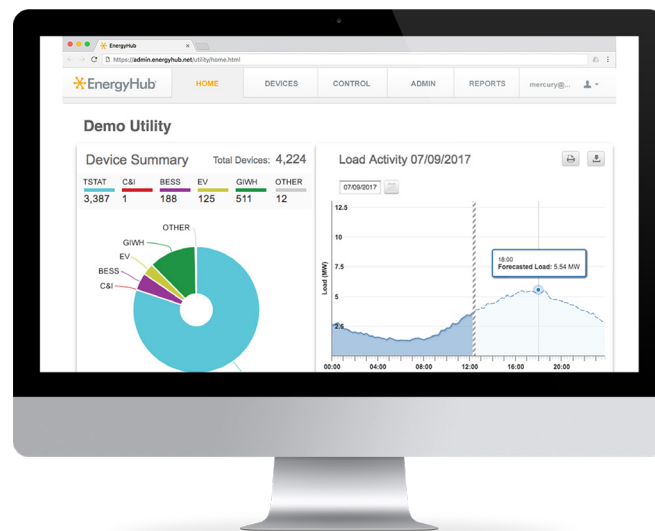 EnergyHub
https://admin.energyhub.net/utility/home.html
EnergyHub
HOME DEVICES CONTROL ADMIN REPORTS mercury@...
Demo Utility
Device Summary Total Devices: 4,224
TSTAT C&I BESS EV GIWH OTHER
3,387 1 188 125 511 12
OTHER
GIWH
EV
BESS
C&I
Load Activity 07/09/2017
07/09/2017
12.5
10
7.5
5
2.5
Load (MW)
18:00
Forecasted Load: 5.54 MW
00:00 04:00 08:00 12:00 16:00 20:00